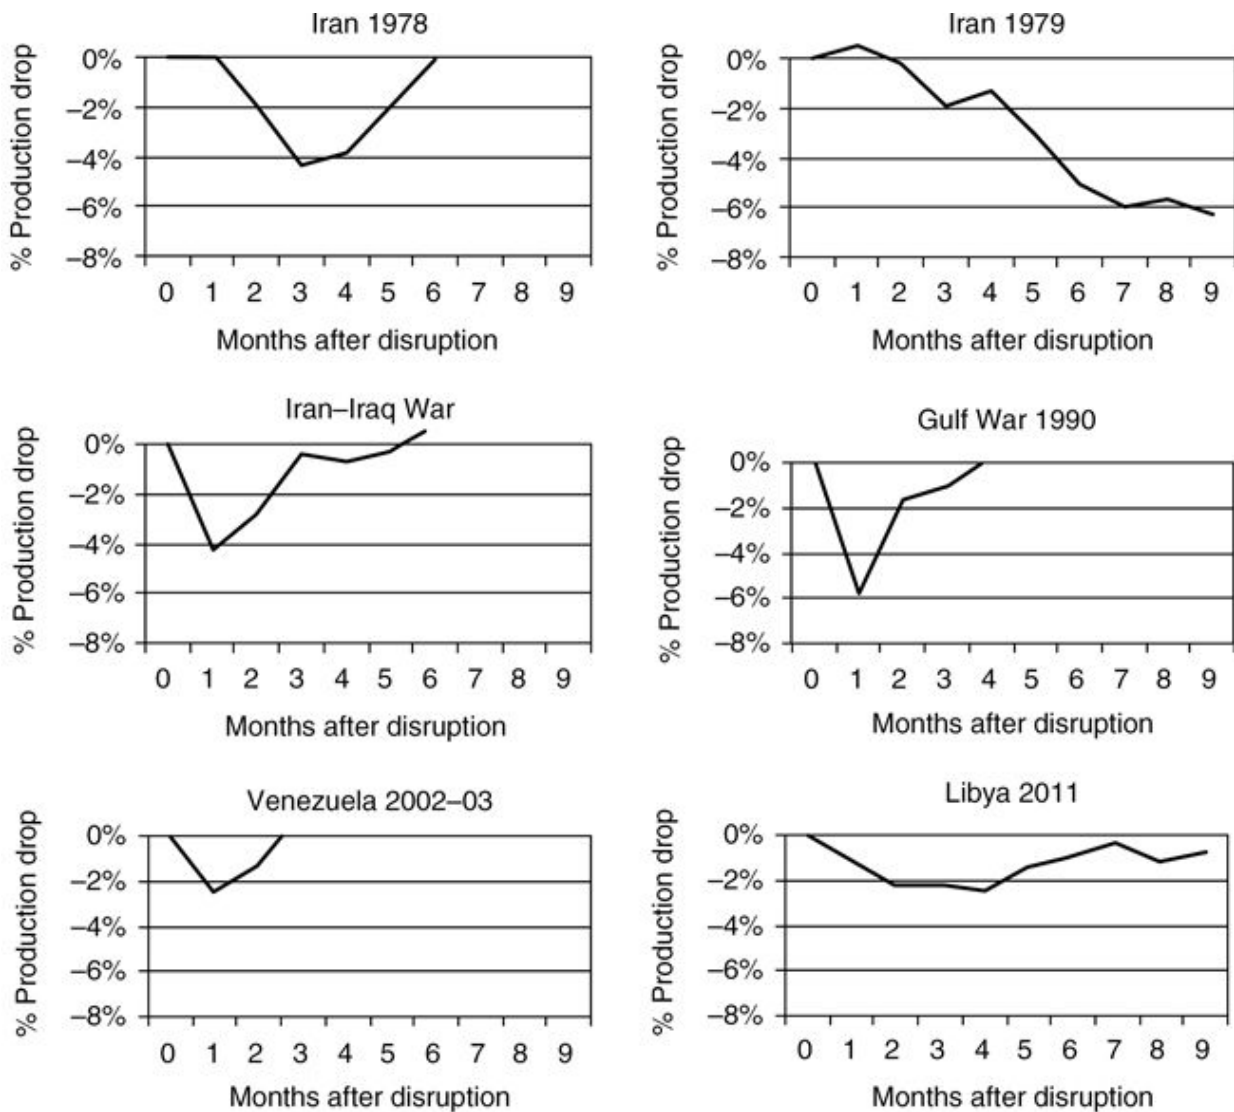 Iran 1978
% Production drop
0%
–2%
–4%
–6%
–8%
0 1 2 3 4 5 6 7 8 9
Months after disruption
Iran 1979
% Production drop
0%
–2%
–4%
–6%
–8%
0 1 2 3 4 5 6 7 8 9
Months after disruption
Iran–Iraq War
% Production drop
0%
–2%
–4%
–6%
–8%
0 1 2 3 4 5 6 7 8 9
Months after disruption
Gulf War 1990
% Production drop
0%
–2%
–4%
–6%
–8%
0 1 2 3 4 5 6 7 8 9
Months after disruption
Venezuela 2002–03
% Production drop
0%
–2%
–4%
–6%
–8%
0 1 2 3 4 5 6 7 8 9
Months after disruption
Libya 2011
% Production drop
0%
–2%
–4%
–6%
–8%
0 1 2 3 4 5 6 7 8 9
Months after disruption